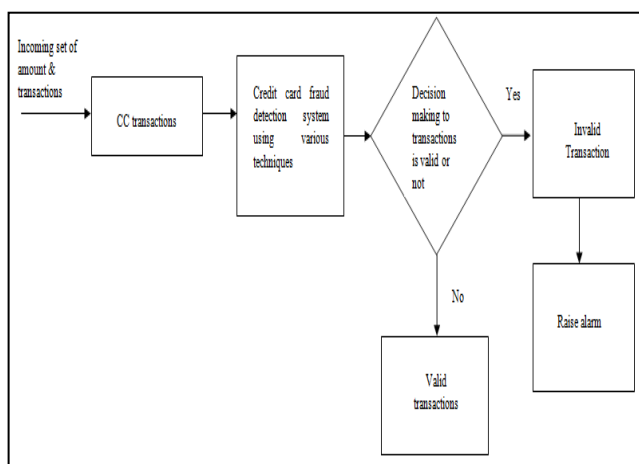 Incoming set of
amount &
transactions
CC transactions
Credit card fraud
detection system
using various
techniques
Decision
making to
transactions
is valid or
not
Yes
Invalid
Transaction
No
Raise alarm
Valid
transactions